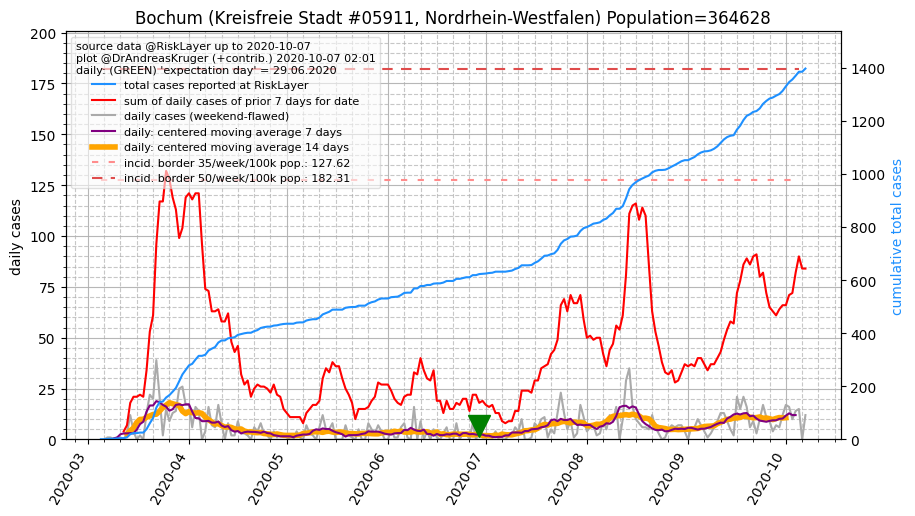 Bochum (Kreisfreie Stadt #05911, Nordrhein-Westfalen) Population=364628
source data @RiskLayer up to 2020-10-07
plot @DrAndreasKruger (+contrib.) 2020-10-07 02:01
daily: (GREEN) 'expectation day' = 29.06.2020
total cases reported at RiskLayer
sum of daily cases of prior 7 days for date
daily cases (weekend-flawed)
daily: centered moving average 7 days
daily: centered moving average 14 days
incid. border 35/week/100k pop.: 127.62
incid. border 50/week/100k pop.: 182.31
daily cases
200
175
150
125
100
75
50
25
0
cumulative total cases
1400
1200
1000
800
600
400
200
0
2020-03
2020-04
2020-05
2020-06
2020-07
2020-08
2020-09
2020-10